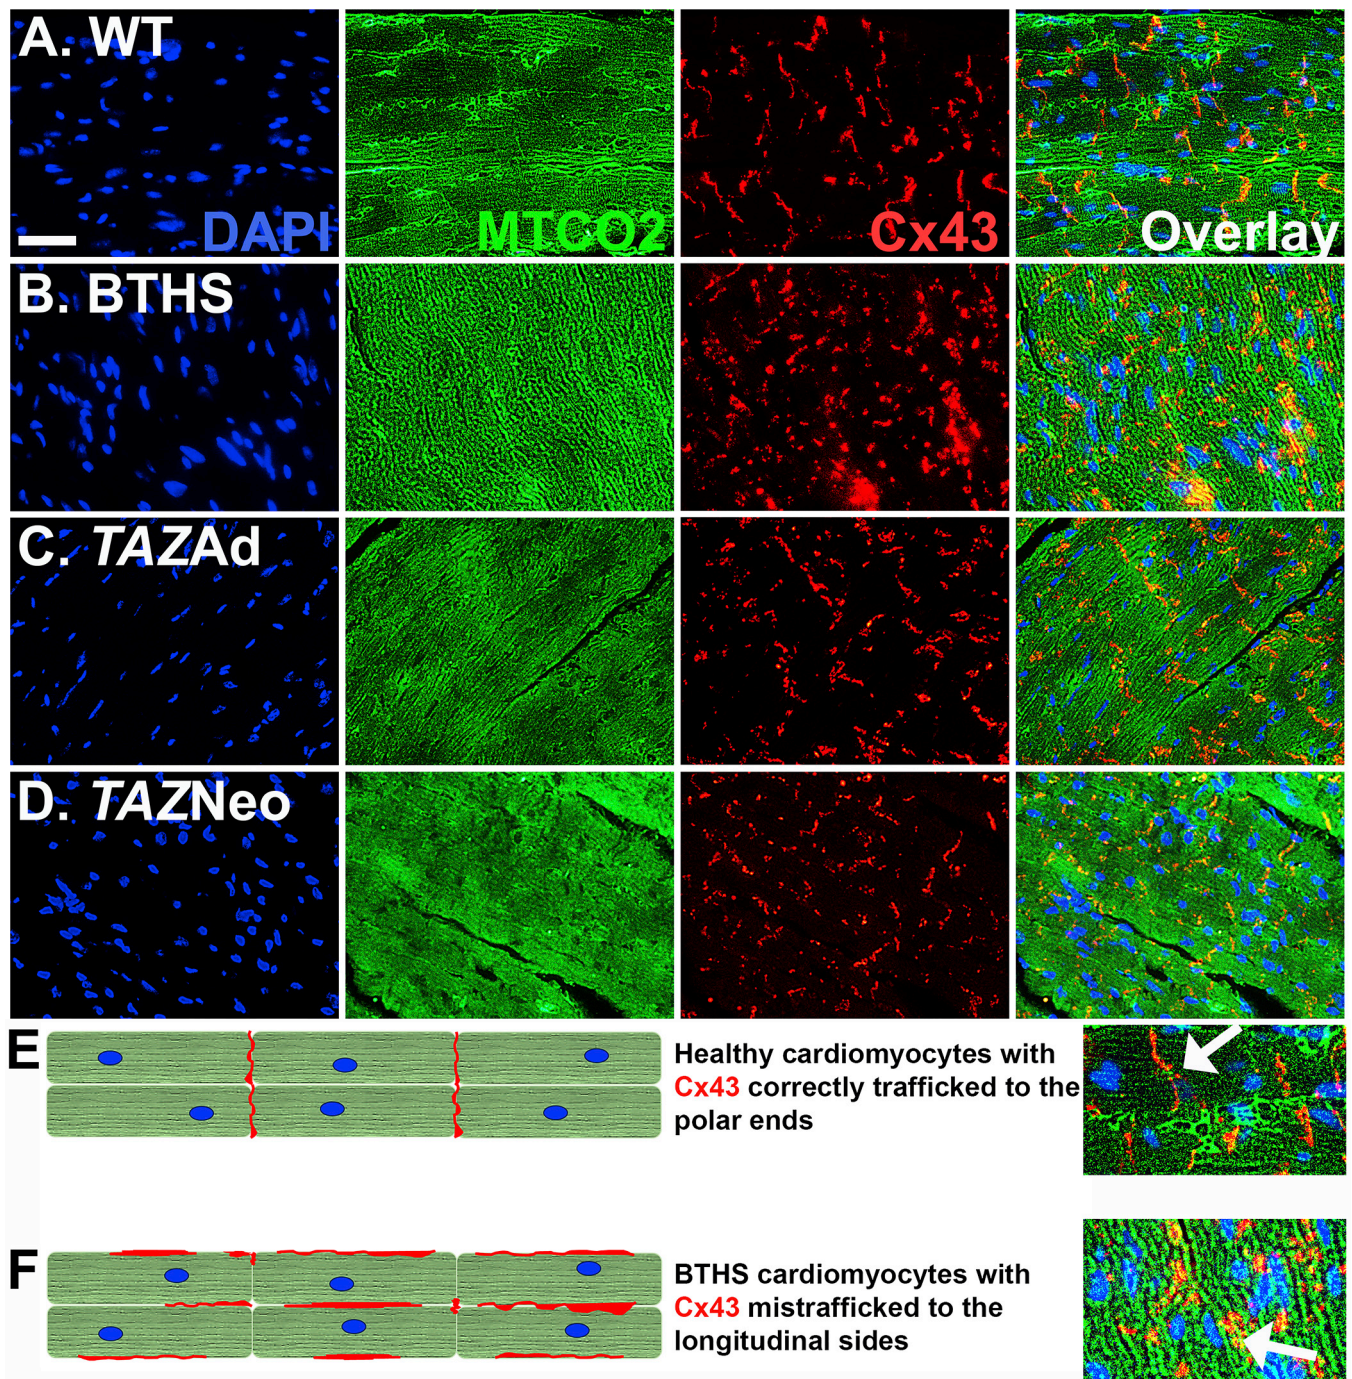 A. WT
DAPI
MTCO2
Cx43
Overlay
B. BTHS
C. TAZAd
D. TAZNeo
E
Healthy cardiomyocytes with
Cx43 correctly trafficked to the
polar ends
F
BTHS cardiomyocytes with
Cx43 mistrafficked to the
longitudinal sides